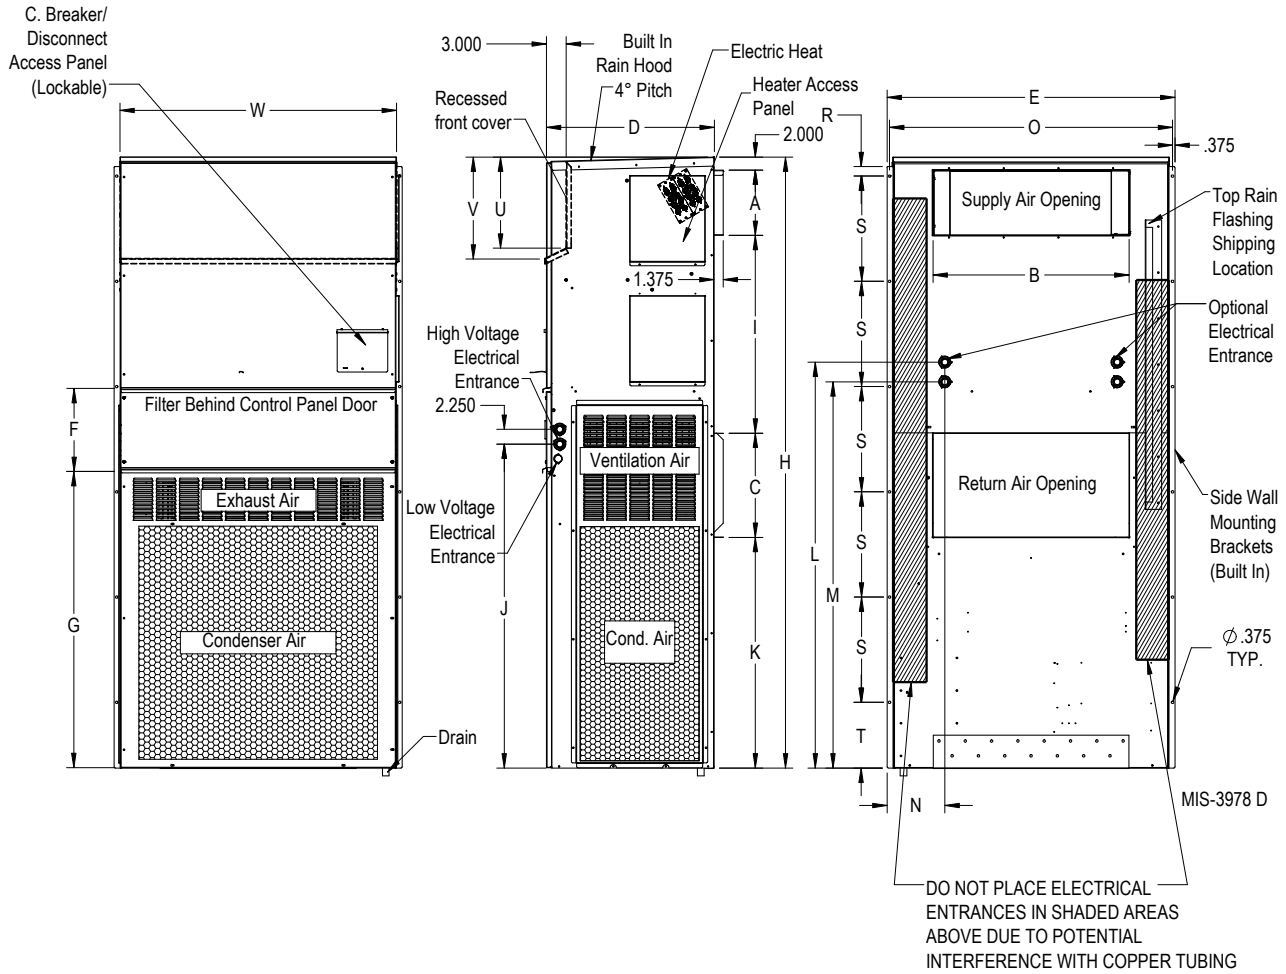 C. Breaker/
Disconnect
Access Panel
(Lockable)
W
F
G
Filter Behind Control Panel Door
Exhaust Air
Condenser Air
Drain
3.000
Built In
Rain Hood
4° Pitch
Electric Heat
Heater Access
Panel
Recessed
front cover
D
2.000
V
U
A
1.375
I
High Voltage
Electrical
Entrance
2.250
Ventilation Air
C
H
Low Voltage
Electrical
Entrance
J
Cond. Air
K
E
R
O
.375
Supply Air Opening
Top Rain
Flashing
Shipping
Location
S
B
S
Optional
Electrical
Entrance
S
Return Air Opening
Side Wall
Mounting
Brackets
(Built In)
S
L
M
S
Ø .375
TYP.
T
N
MIS-3978 D
DO NOT PLACE ELECTRICAL
ENTRANCES IN SHADED AREAS
ABOVE DUE TO POTENTIAL
INTERFERENCE WITH COPPER TUBING